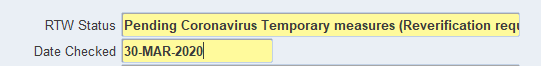 RTW Status Pending Coronavirus Temporary measures (Reverification requ
Date Checked 30-MAR-2020